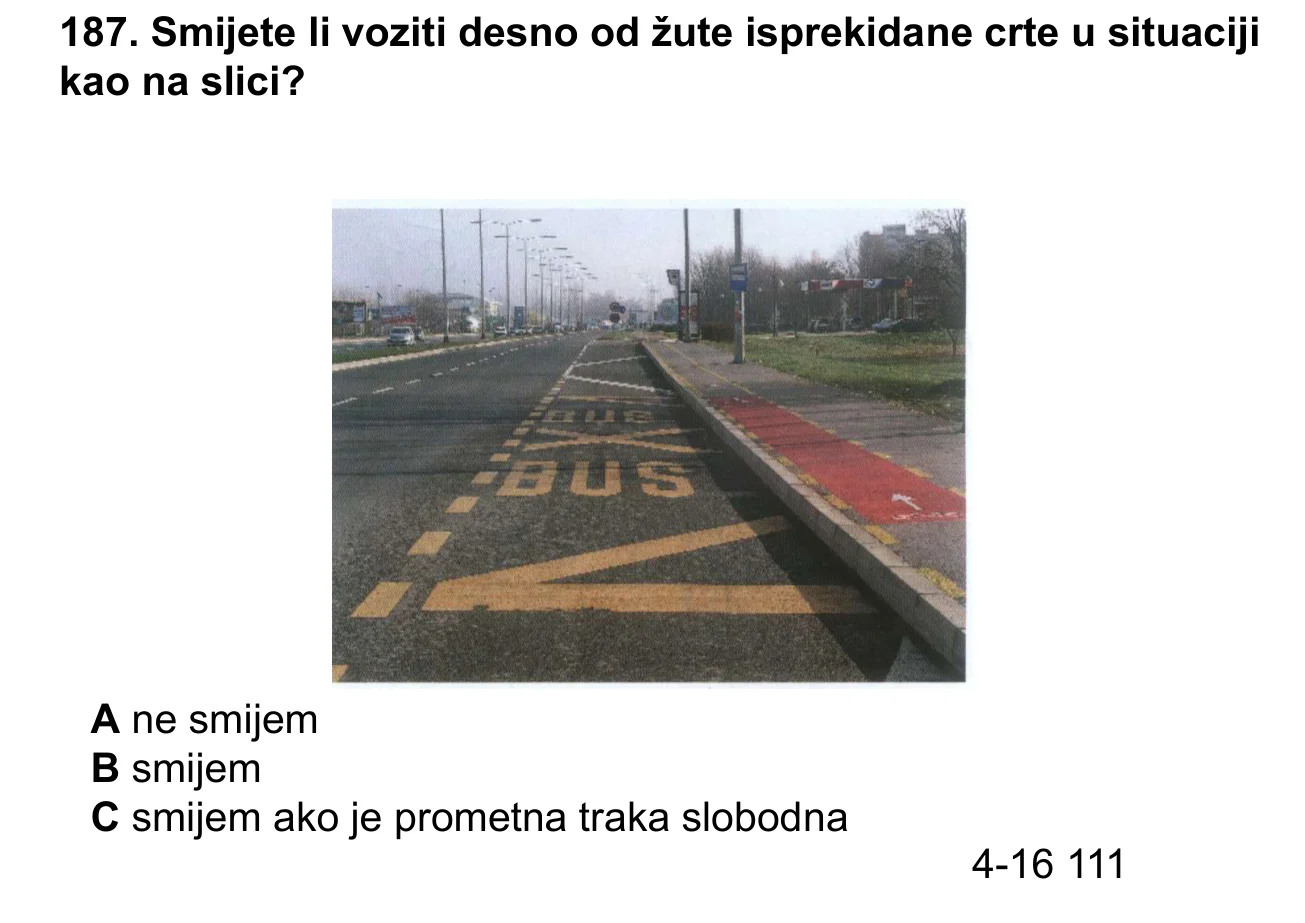 187. Smijete li voziti desno od žute isprekidane crte u situaciji
kao na slici?
BUS
BUS
A ne smijem
B smijem
C smijem ako je prometna traka slobodna
4-16 111